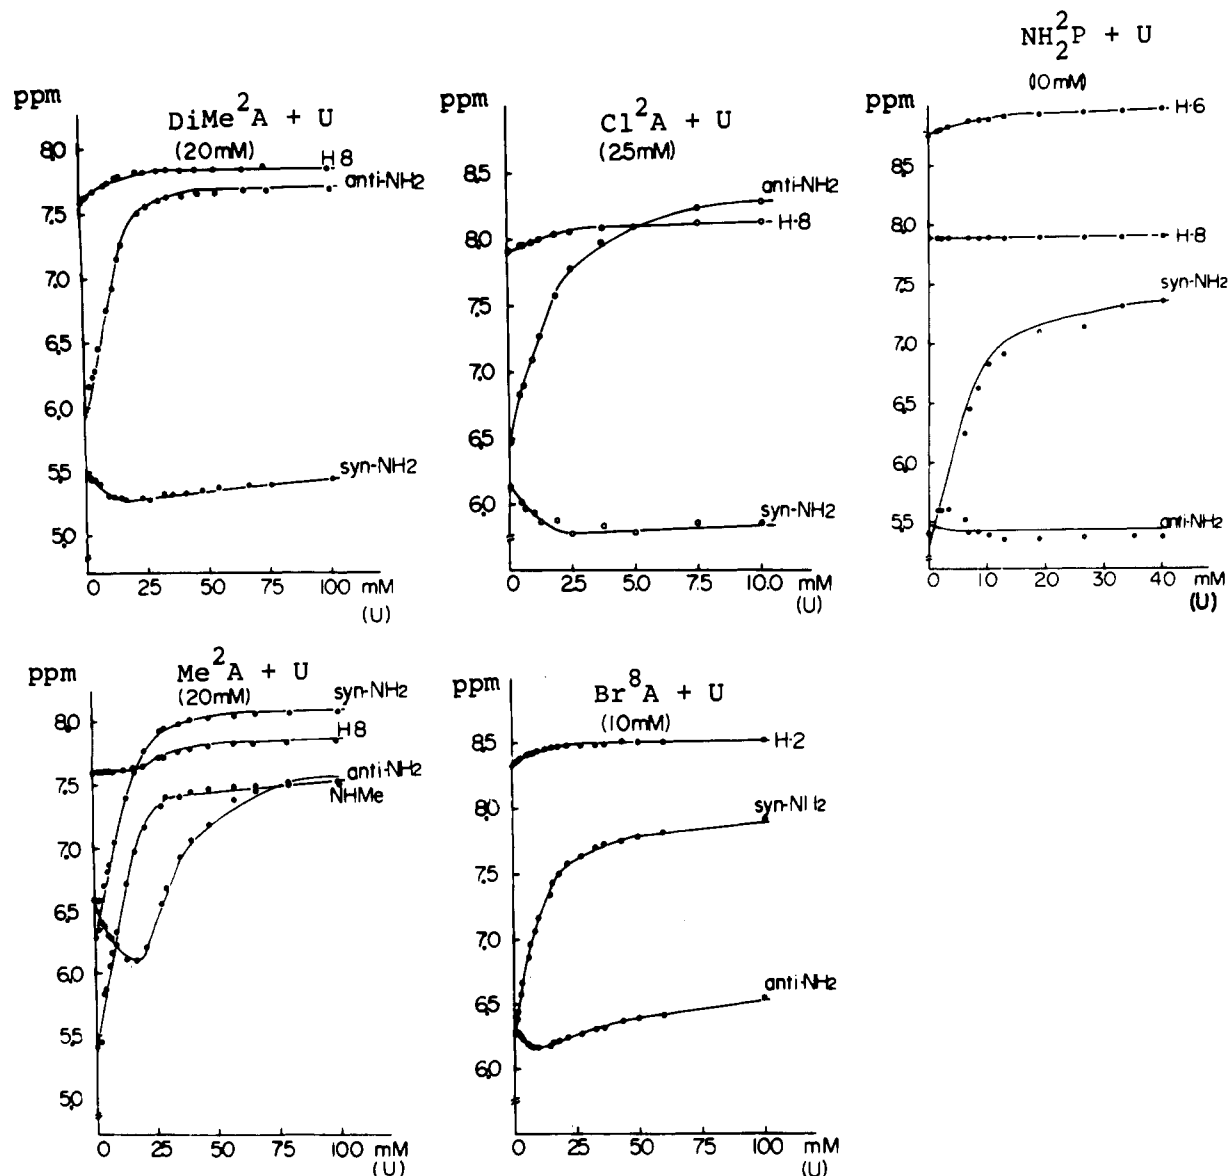 ppm
DiMe²A + U
(20mM)
8,0
7,5
7,0
6,5
6,0
5,5
5,0
H8
anti-NH₂
syn-NH₂
0 25 50 75 100 mM
(U)
ppm
Cl²A + U
(2.5mM)
8,5
8,0
7,5
7,0
6,5
6,0
anti-NH₂
H·8
syn-NH₂
0 2.5 5.0 7.5 10.0 mM
(U)
NH₂²P + U
(10mM)
ppm
8,5
8,0
7,5
7,0
6,5
6,0
5,5
H·6
H·8
syn-NH₂
anti-NH₂
0 10 20 30 40 mM
(U)
ppm
Me²A + U
(20mM)
8,0
7,5
7,0
6,5
6,0
5,5
5,0
syn-NH₂
H8
anti-NH₂
NHMe
0 25 50 75 100 mM
(U)
ppm
Br⁸A + U
(10mM)
8,5
8,0
7,5
7,0
6,5
6,0
H·2
syn-NH₂
anti-NH₂
0 25 50 75 100 mM
(U)